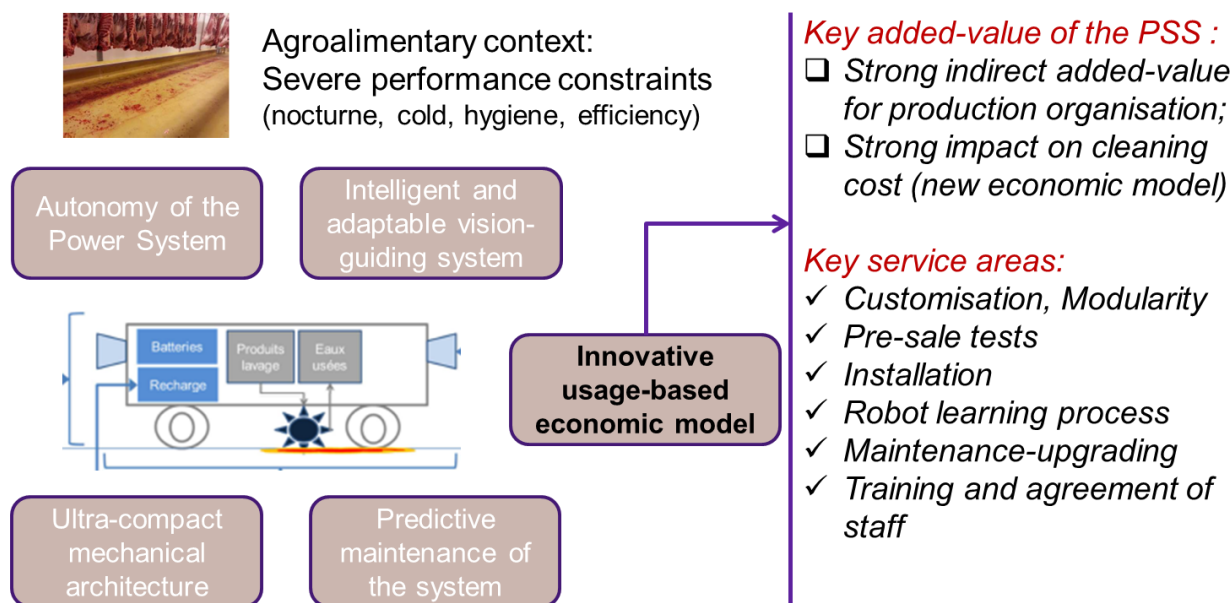 Agroalimentary context:
Severe performance constraints
(nocturne, cold, hygiene, efficiency)
Autonomy of the
Power System
Intelligent and
adaptable vision-
guiding system
Batteries
Recharge
Produits
lavage
Eaux
usées
Innovative
usage-based
economic model
Ultra-compact
mechanical
architecture
Predictive
maintenance of
the system
Key added-value of the PSS :
❑ Strong indirect added-value
for production organisation;
❑ Strong impact on cleaning
cost (new economic model)
Key service areas:
✓ Customisation, Modularity
✓ Pre-sale tests
✓ Installation
✓ Robot learning process
✓ Maintenance-upgrading
✓ Training and agreement of
staff